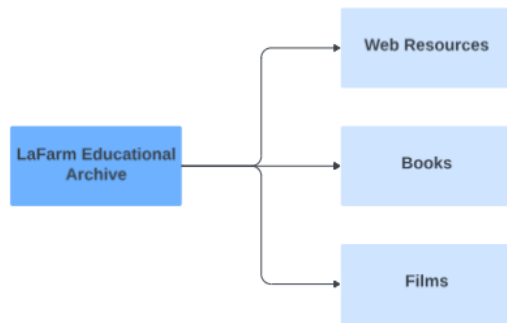 Web Resources
LaFarm Educational
Archive
Books
Films